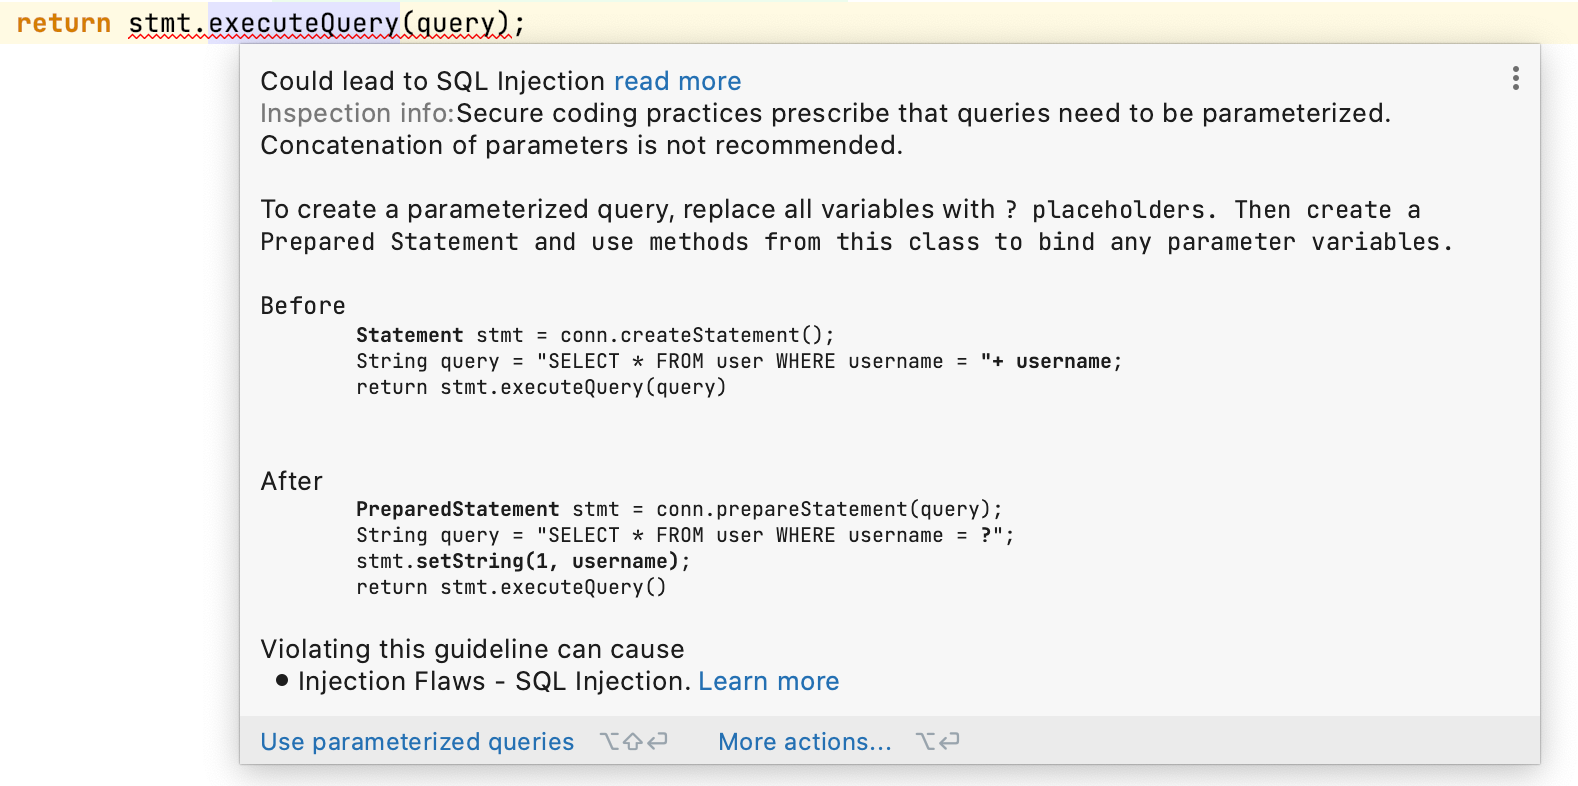 return stmt.executeQuery(query);
Could lead to SQL Injection read more
Inspection info:Secure coding practices prescribe that queries need to be parameterized.
Concatenation of parameters is not recommended.
To create a parameterized query, replace all variables with ? placeholders. Then create a
Prepared Statement and use methods from this class to bind any parameter variables.
Before
Statement stmt = conn.createStatement();
String query = "SELECT * FROM user WHERE username = "+ username;
return stmt.executeQuery(query)
After
PreparedStatement stmt = conn.prepareStatement(query);
String query = "SELECT * FROM user WHERE username = ?";
stmt.setString(1, username);
return stmt.executeQuery()
Violating this guideline can cause
● Injection Flaws - SQL Injection. Learn more
Use parameterized queries ⌥⇧⏎ More actions... ⌥⏎